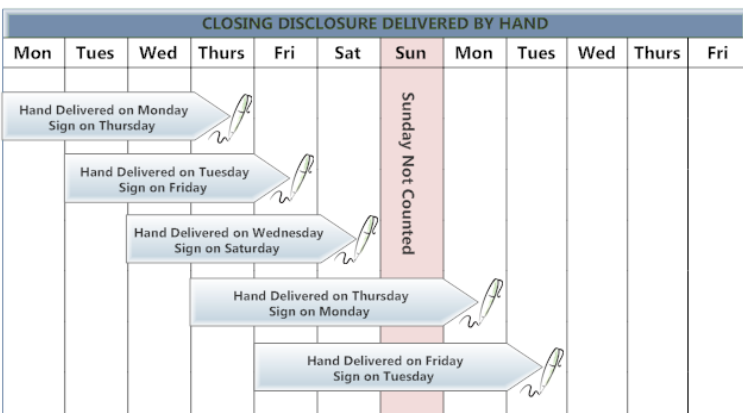 CLOSING DISCLOSURE DELIVERED BY HAND
Mon Tues Wed Thurs Fri Sat Sun Mon Tues Wed Thurs Fri
Hand Delivered on Monday
Sign on Thursday
Hand Delivered on Tuesday
Sign on Friday
Hand Delivered on Wednesday
Sign on Saturday
Sunday Not Counted
Hand Delivered on Thursday
Sign on Monday
Hand Delivered on Friday
Sign on Tuesday